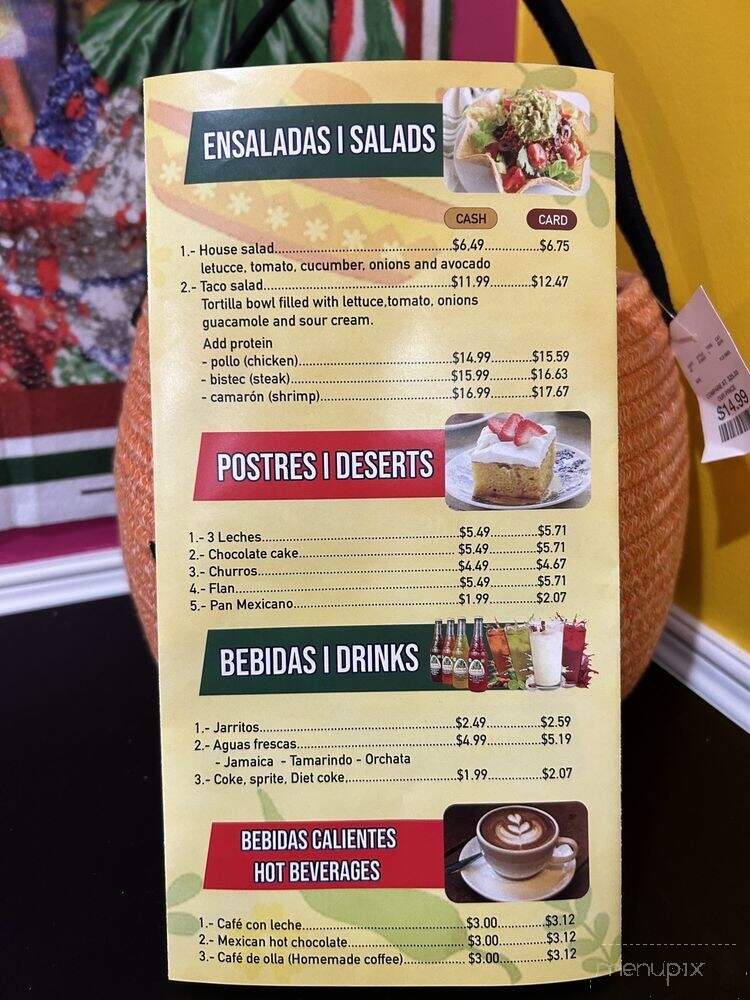 ENSALADAS I SALADS
CASH CARD
1.- House salad..........$6,49..........$6.75
letucce, tomato, cucumber, onions and avocado
2.- Taco salad..........$11.99..........$12.47
Tortilla bowl filled with lettuce,tomato, onions
guacamole and sour cream.
Add protein
- pollo (chicken)..........$14.99..........$15.59
- bistec (steak)..........$15.99..........$16.63
- camarón (shrimp)..........$16.99..........$17.67
COMPARE AT
OUR PRICE
$14.99
POSTRES I DESERTS
1.- 3 Leches..........$5.49..........$5.71
2.- Chocolate cake..........$5.49..........$5.71
3.- Churros..........$4.49..........$4.67
4.- Flan..........$5.49..........$5.71
5.- Pan Mexicano..........$1.99..........$2.07
BEBIDAS I DRINKS
1.- Jarritos..........$2.49..........$2.59
2.- Aguas frescas..........$4.99..........$5.19
- Jamaica - Tamarindo - Orchata
3.- Coke, sprite, Diet coke,..........$1.99..........$2.07
BEBIDAS CALIENTES
HOT BEVERAGES
1.- Café con leche..........$3.00..........$3.12
2.- Mexican hot chocolate..........$3.00..........$3.12
3.- Café de olla (Homemade coffee)..........$3.00..........$3.12
menupix